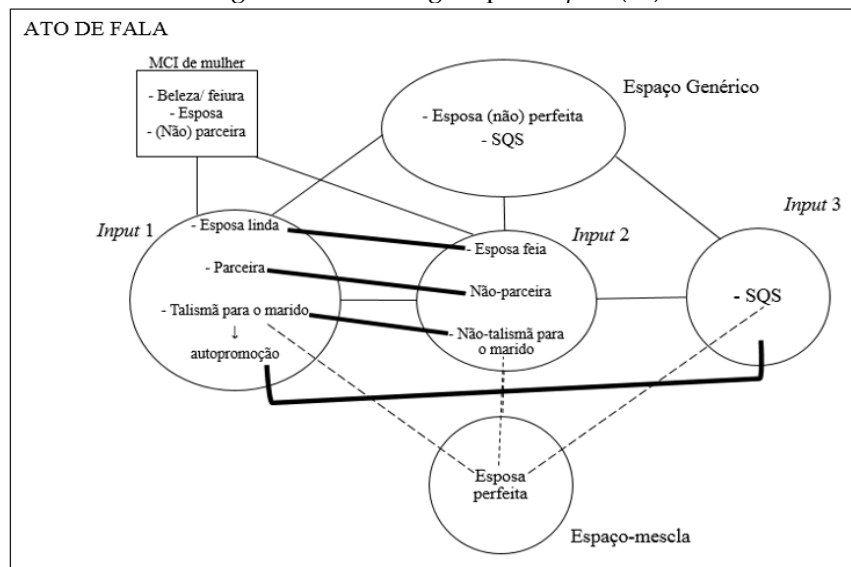 ATO DE FALA
MCI de mulher
- Beleza/ feiura
- Esposa
- (Não) parceira
Espaço Genérico
- Esposa (não) perfeita
- SQS
Input 1
- Esposa linda
- Parceira
- Talismã para o marido
↓
autopromoção
Input 2
- Esposa feia
Não-parceira
- Não-talismã para
o marido
Input 3
- SQS
Esposa
perfeita
Espaço-mescla